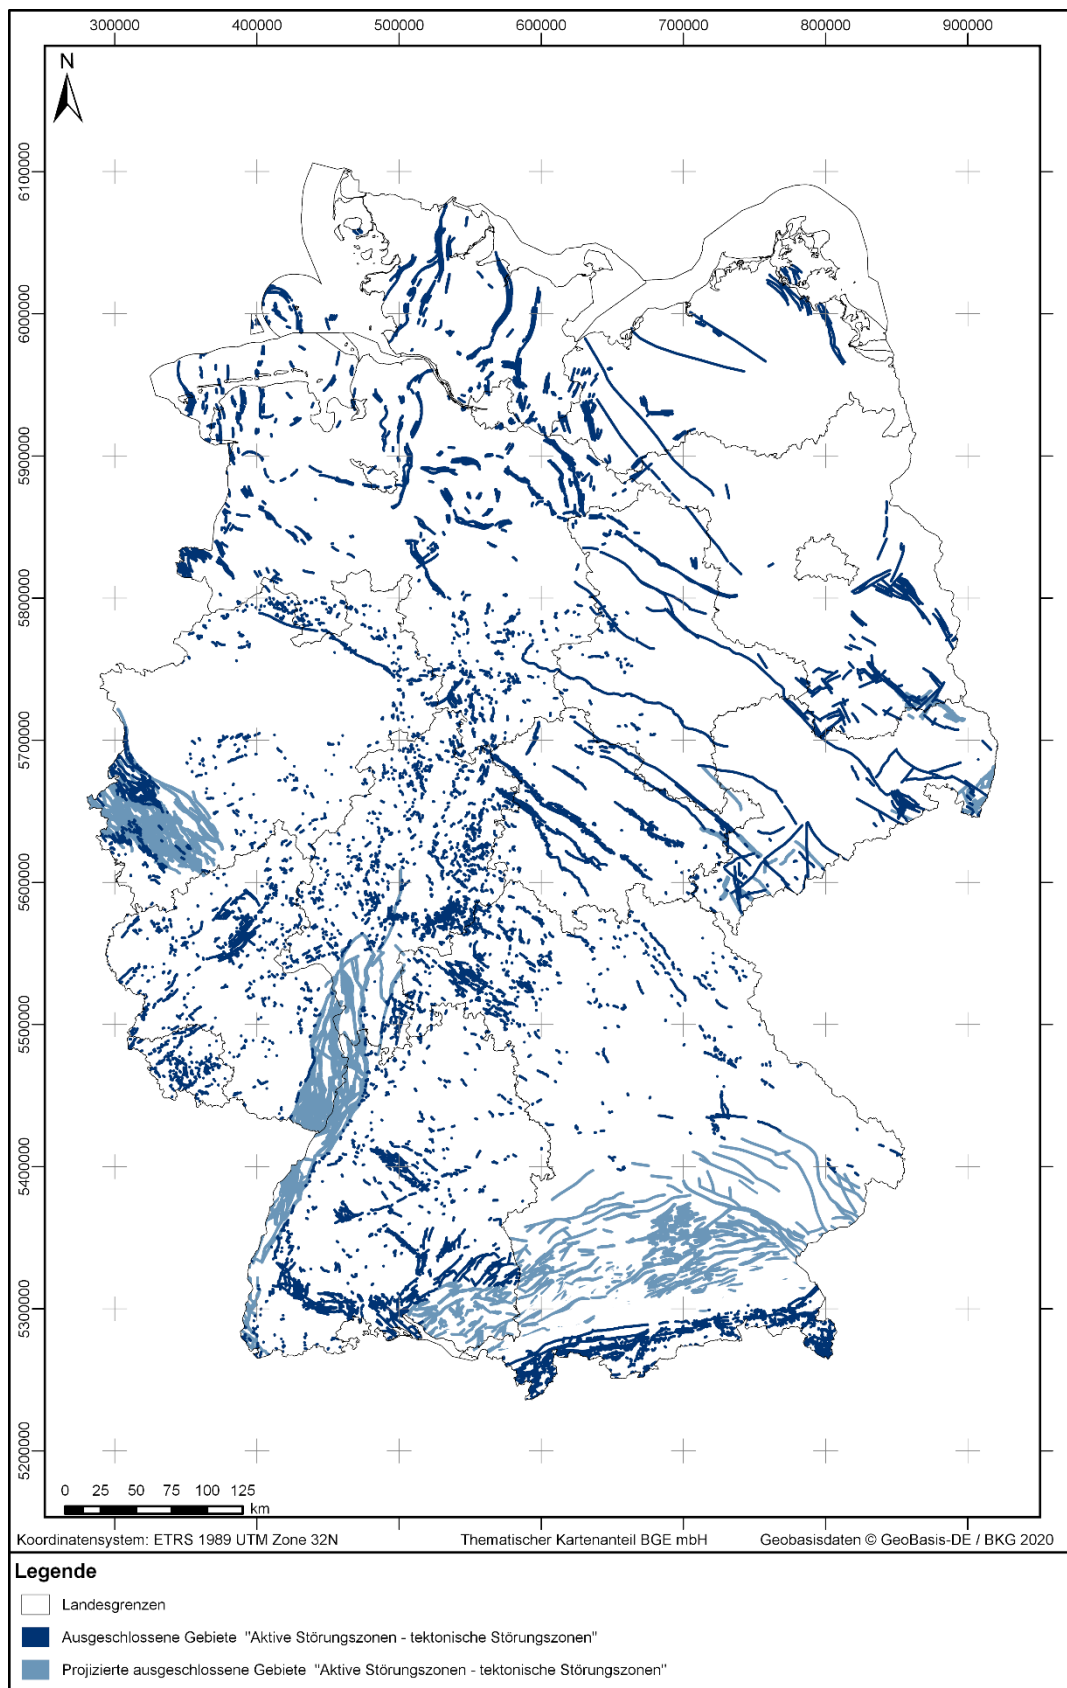 300000 400000 500000 600000 700000 800000 900000
N
6100000
6000000
5900000
5800000
5700000
5600000
5500000
5400000
5300000
5200000
0 25 50 75 100 125
km
Koordinatensystem: ETRS 1989 UTM Zone 32N Thematischer Kartenanteil BGE mbH Geobasisdaten © GeoBasis-DE / BKG 2020
Legende
Landesgrenzen
Ausgeschlossene Gebiete "Aktive Störungszonen - tektonische Störungszonen"
Projizierte ausgeschlossene Gebiete "Aktive Störungszonen - tektonische Störungszonen"